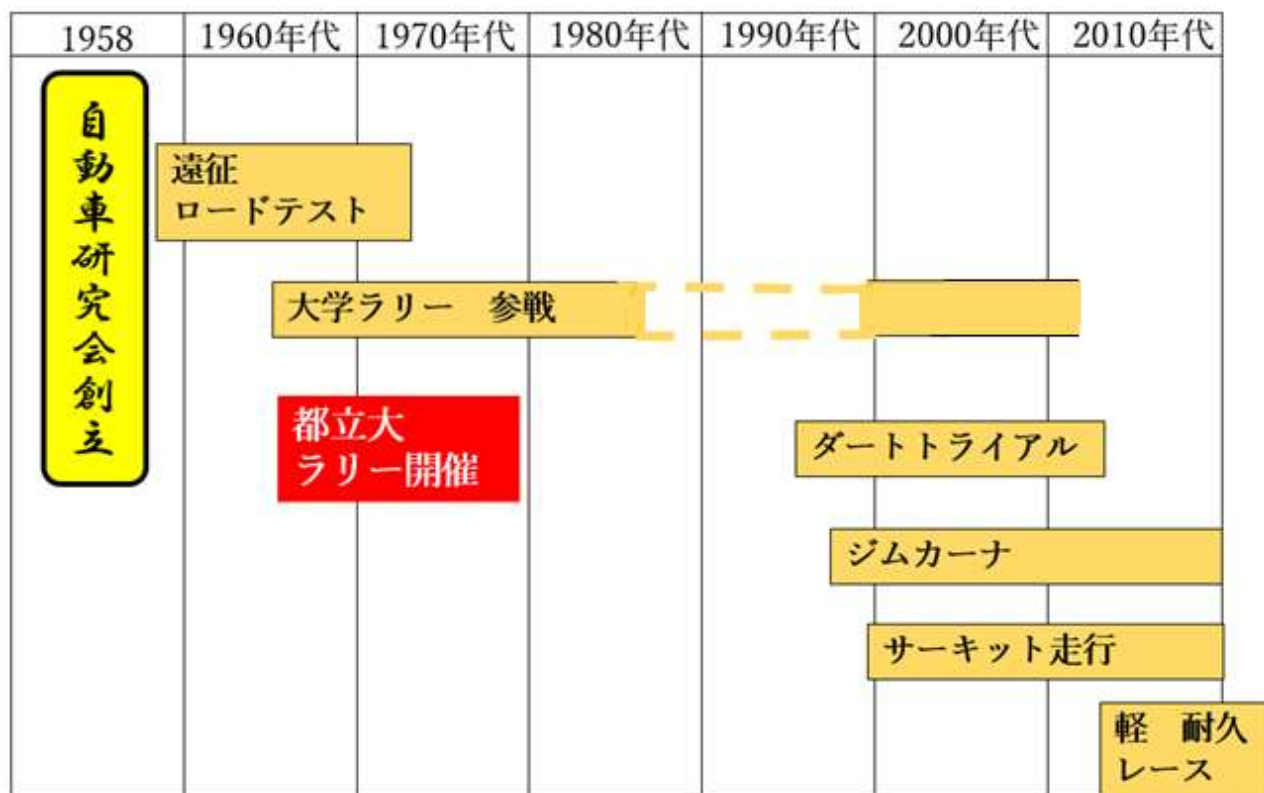 1958
1960年代
1970年代
1980年代
1990年代
2000年代
2010年代
自動車研究会創立
遠征
ロードテスト
大学ラリー　参戦
都立大
ラリー開催
ダートトライアル
ジムカーナ
サーキット走行
軽　耐久
レース